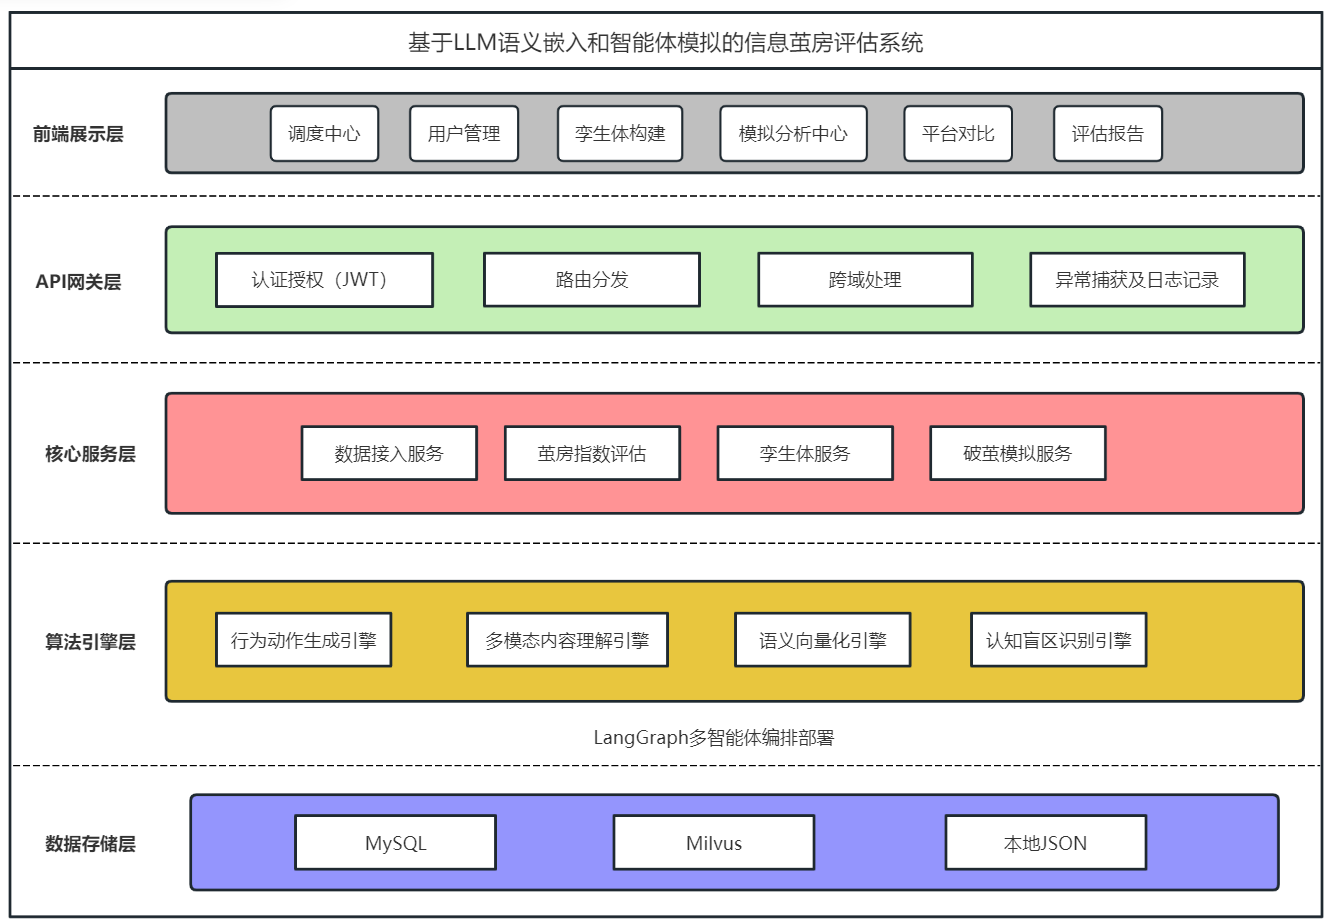 基于LLM语义嵌入和智能体模拟的信息茧房评估系统
前端展示层
调度中心
用户管理
孪生体构建
模拟分析中心
平台对比
评估报告
API网关层
认证授权（JWT）
路由分发
跨域处理
异常捕获及日志记录
核心服务层
数据接入服务
茧房指数评估
孪生体服务
破茧模拟服务
算法引擎层
行为动作生成引擎
多模态内容理解引擎
语义向量化引擎
认知盲区识别引擎
LangGraph多智能体编排部署
数据存储层
MySQL
Milvus
本地JSON